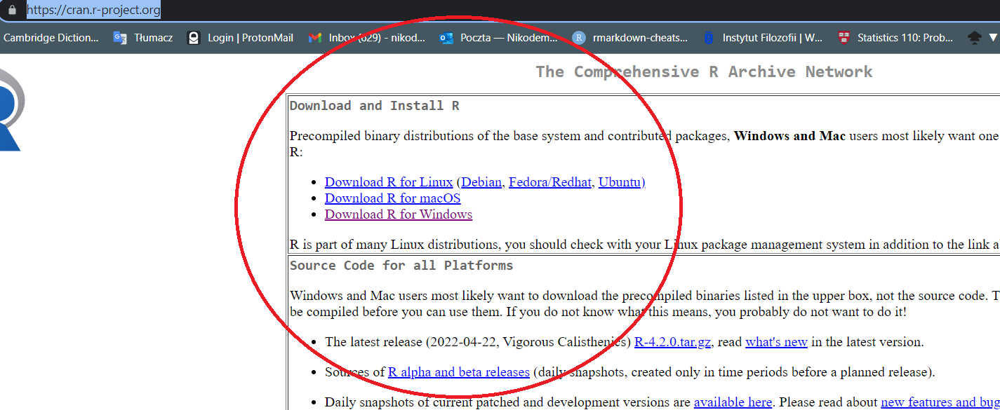 https://cran.r-project.org
Cambridge Diction... Tłumacz Login | ProtonMail Inbox (629) - nikod... Poczta — Nikodem... R rmarkdown-cheats... Instytut Filozofii | W... Statistics 110: Prob...
The Comprehensive R Archive Network
Download and Install R
Precompiled binary distributions of the base system and contributed packages, Windows and Mac users most likely want one
R:
• Download R for Linux (Debian, Fedora/Redhat, Ubuntu)
• Download R for macOS
• Download R for Windows
R is part of many Linux distributions, you should check with your Linux package management system in addition to the link a
Source Code for all Platforms
Windows and Mac users most likely want to download the precompiled binaries listed in the upper box, not the source code. T
be compiled before you can use them. If you do not know what this means, you probably do not want to do it!
• The latest release (2022-04-22, Vigorous Calisthenics) R-4.2.0.tar.gz, read what's new in the latest version.
• Sources of R alpha and beta releases (daily snapshots, created only in time periods before a planned release).
• Daily snapshots of current patched and development versions are available here. Please read about new features and bug